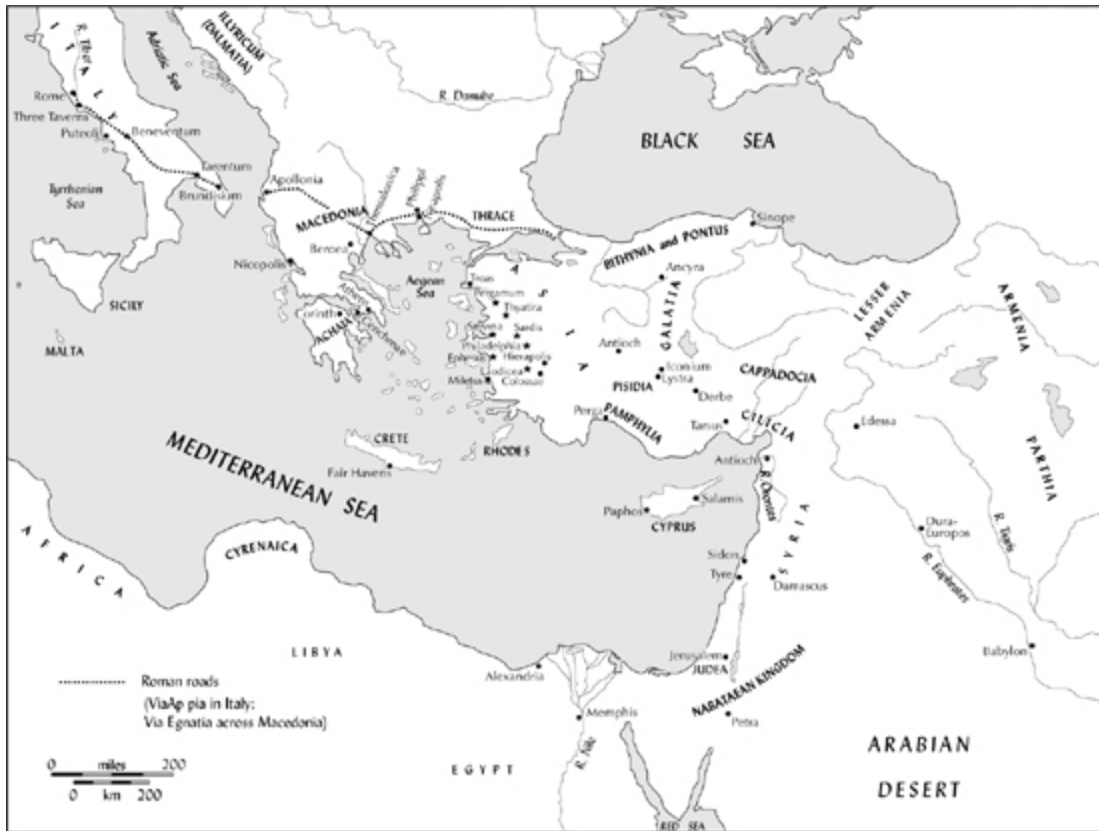 ITALY
R. Tiber
Adriatic Sea
ILLYRICUM
(DALMATIA)
R. Danube
BLACK SEA
Rome
Three Taverns
Puteoli
Beneventum
Tarentum
Brundisium
Tyrrhenian
Sea
Apollonia
MACEDONIA
Thessalonica
Philippi
Neapolis
THRACE
Sinope
BITHYNIA and PONTUS
Beroea
Nicopolis
Aegean
Sea
Troas
ASIA
Ancyra
GALATIA
LESSER
ARMENIA
ARMENIA
SICILY
MALTA
Athens
Corinth
ACHAIA
Cenchreae
Pergamum
Thyatira
Smyrna
Sardis
Philadelphia
Ephesus
Hierapolis
Laodicea
Colossae
Miletus
Antioch
Iconium
Lystra
PISIDIA
Derbe
CAPPADOCIA
Perga
PAMPHYLIA
Tarsus
CILICIA
Edessa
PARTHIA
CRETE
Fair Havens
RHODES
MEDITERRANEAN SEA
Antioch
R. Orontes
Salamis
Paphos
CYPRUS
SYRIA
Dura-
Europos
R. Tigris
R. Euphrates
AFRICA
CYRENAICA
Sidon
Tyre
Damascus
LIBYA
Alexandria
Jerusalem
JUDEA
Babylon
NABATAEAN KINGDOM
Petra
Memphis
R. Nile
EGYPT
ARABIAN
DESERT
RED SEA
Roman roads
(ViaAp pia in Italy;
Via Egnatia across Macedonia)
0 miles 200
0 km 200